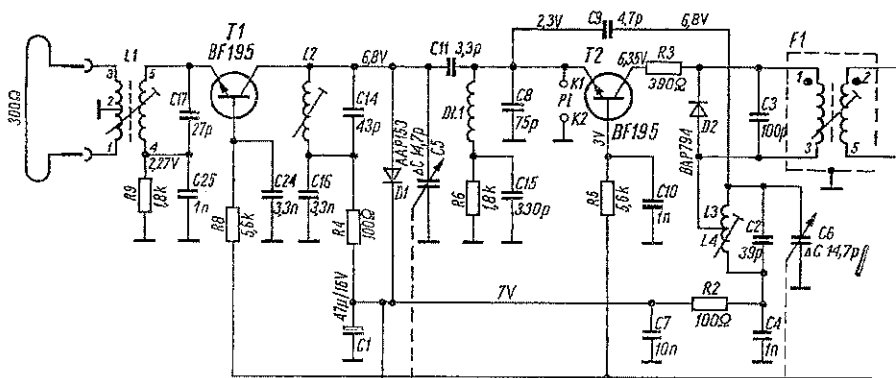 300Ω
L1
3
2
1
5
4
C17
27p
2,27V
R9
1,8k
C25
1n
T1
BF195
R8
5,6k
C24
3,3n
L2
C16
3,3n
6,8V
C14
43p
R4
100Ω
47µ/16V
C1
AAP153
D1
ΔC 14,7p
C5
C11 3,3p
DL1
R6
1,8k
C15
330p
C8
75p
2,3V
C9
4,7p
6,8V
K1
Pl
K2
T2
BF195
3V
6,35V
R3
390Ω
R5
5,6k
C10
1n
D2
BAP794
C3
100p
F1
1
3
2
5
L3
L4
C2
39p
C6
ΔC 14,7p
7V
R2
100Ω
C7
10n
C4
1n